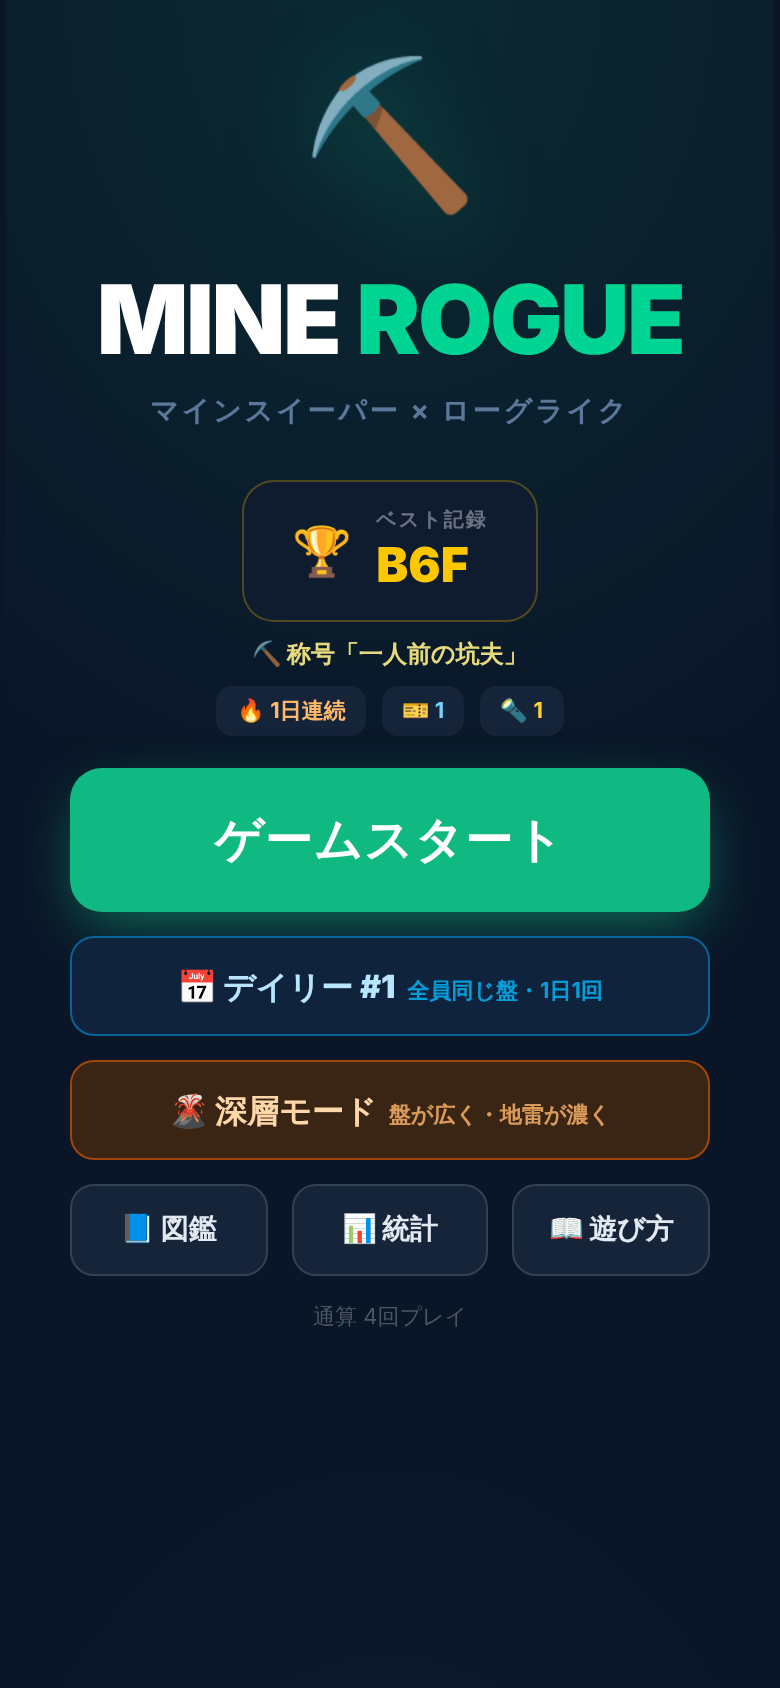 MINE ROGUE
マインスイーパー × ローグライク
ベスト記録
B6F
称号「一人前の坑夫」
1日連続 1 1
ゲームスタート
July 17 デイリー #1 全員同じ盤・1日1回
深層モード 盤が広く・地雷が濃く
図鑑 統計 遊び方
通算 4回プレイ